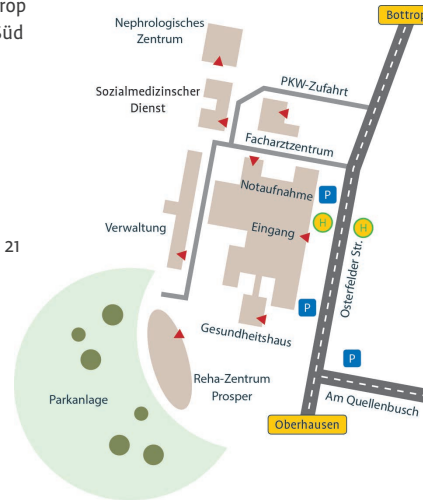 rop
Süd
Bottrop
Nephrologisches
Zentrum
Sozialmedizinscher
Dienst
PKW-Zufahrt
Facharztzentrum
Notaufnahme
P
H
H
Eingang
Verwaltung
21
Osterfelder Str.
P
Gesundheitshaus
P
Reha-Zentrum
Prosper
Parkanlage
Am Quellenbusch
Oberhausen